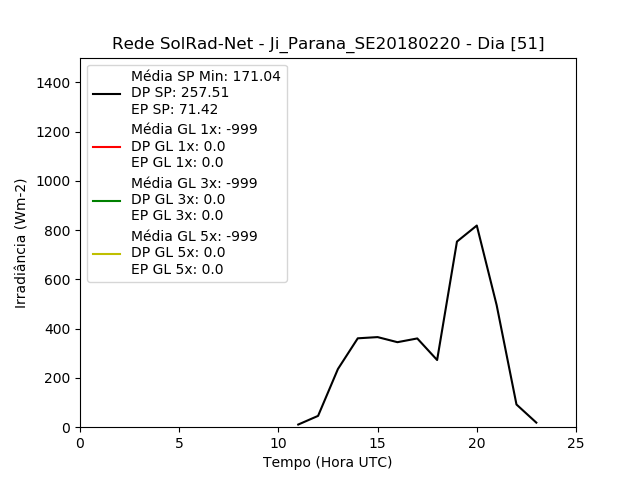 Rede SolRad-Net - Ji_Parana_SE20180220 - Dia [51]
Média SP Min: 171.04
DP SP: 257.51
EP SP: 71.42
Média GL 1x: -999
DP GL 1x: 0.0
EP GL 1x: 0.0
Média GL 3x: -999
DP GL 3x: 0.0
EP GL 3x: 0.0
Média GL 5x: -999
DP GL 5x: 0.0
EP GL 5x: 0.0
Irradiância (Wm-2)
1400
1200
1000
800
600
400
200
0
0 5 10 15 20 25
Tempo (Hora UTC)